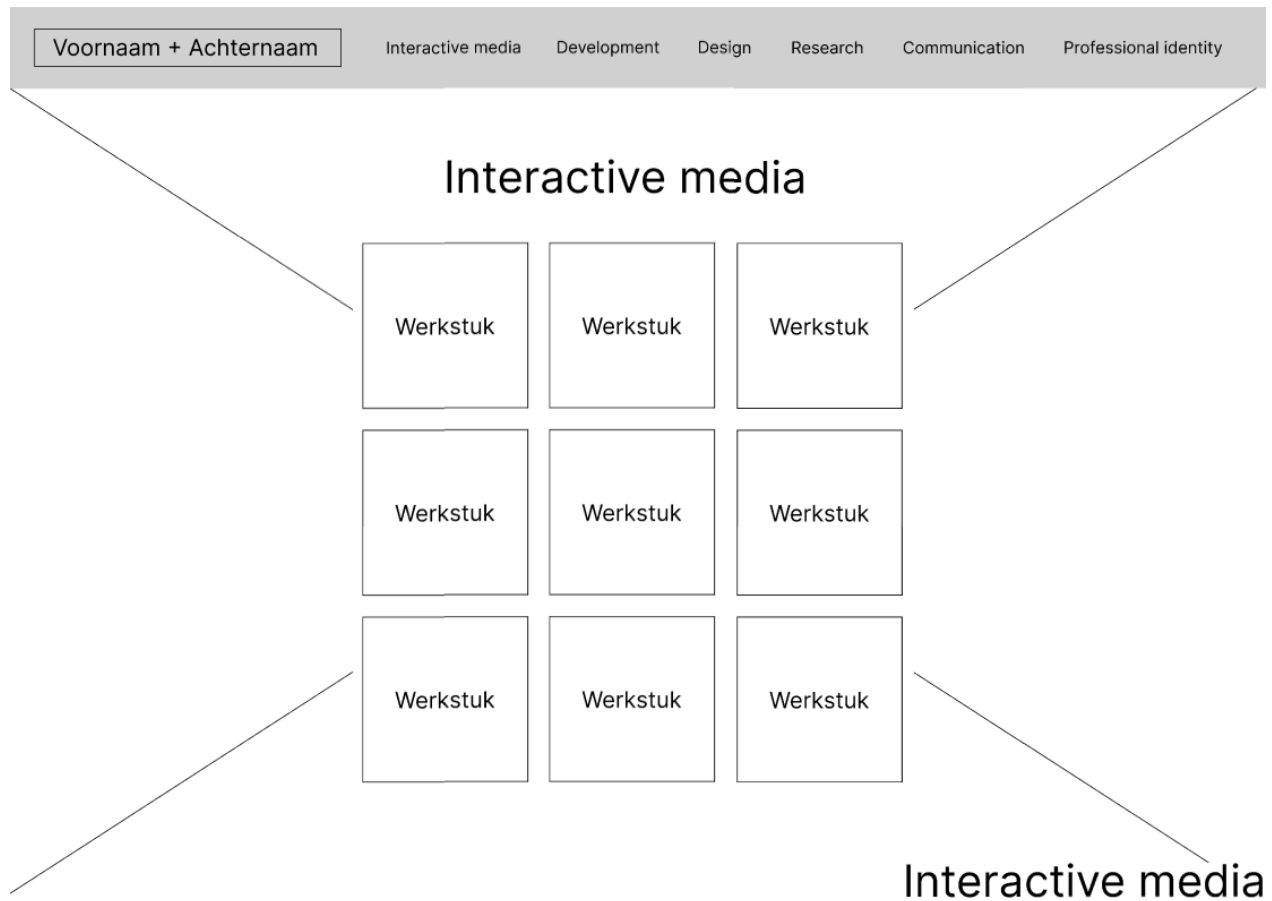 Voornaam + Achternaam Interactive media Development Design Research Communication Professional identity
Interactive media
Werkstuk Werkstuk Werkstuk
Werkstuk Werkstuk Werkstuk
Werkstuk Werkstuk Werkstuk
Interactive media